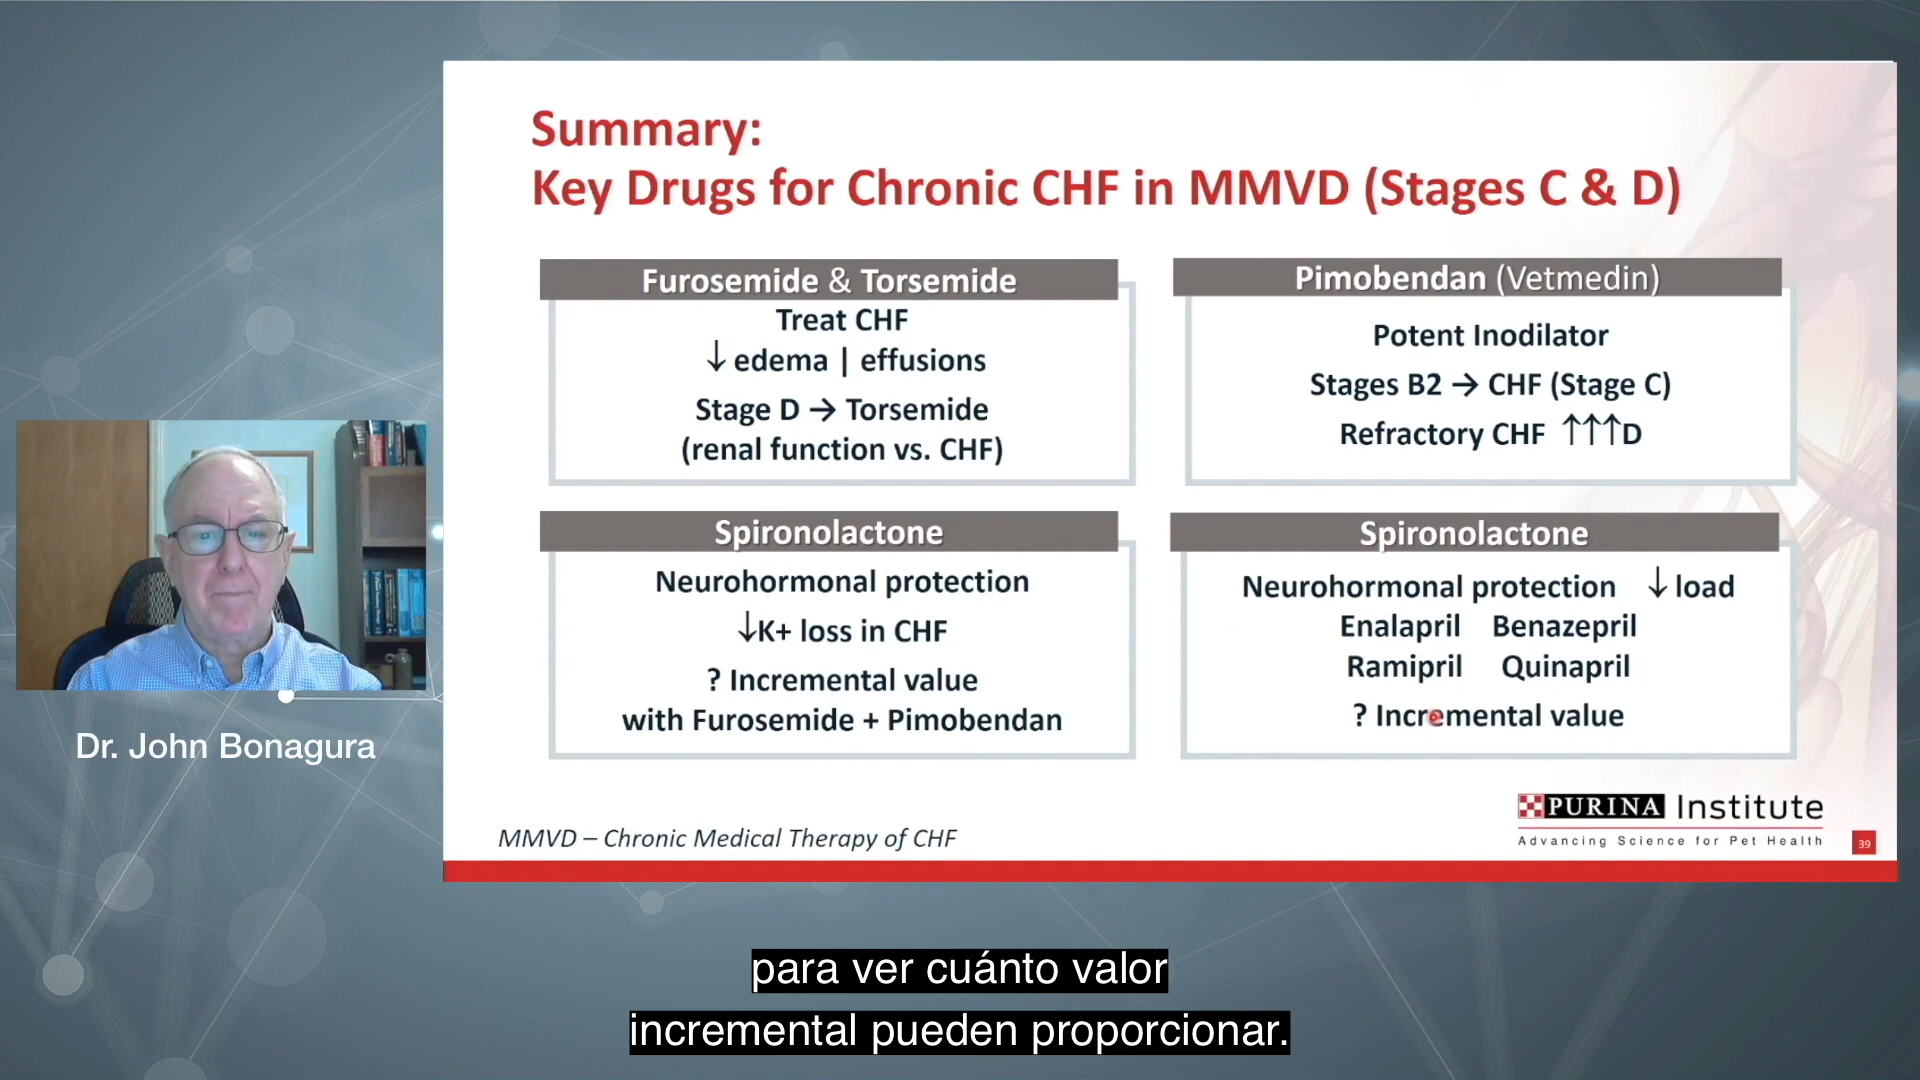 Summary:
Key Drugs for Chronic CHF in MMVD (Stages C & D)
Furosemide & Torsemide
Treat CHF
↓ edema | effusions
Stage D → Torsemide
(renal function vs. CHF)
Pimobendan (Vetmedin)
Potent Inodilator
Stages B2 → CHF (Stage C)
Refractory CHF ↑↑↑D
Spironolactone
Neurohormonal protection
↓K+ loss in CHF
? Incremental value
with Furosemide + Pimobendan
Spironolactone
Neurohormonal protection ↓ load
Enalapril Benazepril
Ramipril Quinapril
? Incremental value
MMVD – Chronic Medical Therapy of CHF
PURINA Institute
Advancing Science for Pet Health
39
Dr. John Bonagura
para ver cuánto valor
incremental pueden proporcionar.